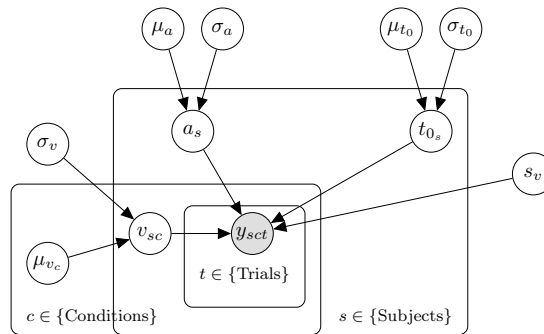 μ_a σ_a μ_{t_0} σ_{t_0}
a_s t_{0_s}
σ_v
s_v
v_{sc} y_{sct}
μ_{v_c}
t ∈ {Trials}
c ∈ {Conditions} s ∈ {Subjects}